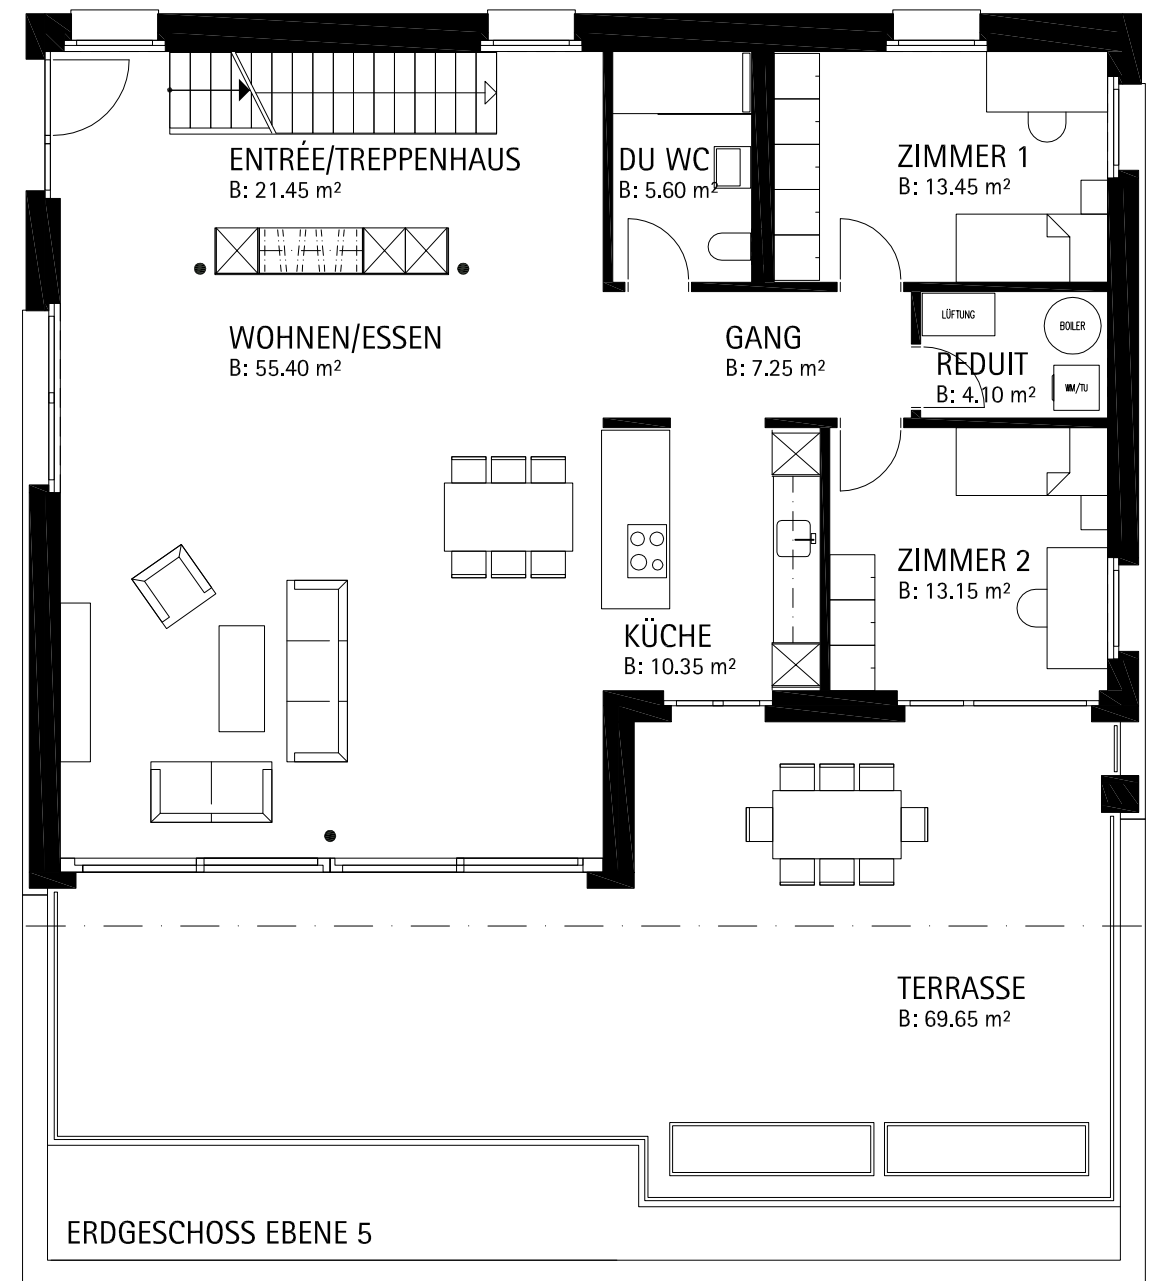 ENTRÉE/TREPPENHAUS
B: 21.45 m²
DU WC
B: 5.60 m²
ZIMMER 1
B: 13.45 m²
WOHNEN/ESSEN
B: 55.40 m²
GANG
B: 7.25 m²
LÜFTUNG
BOILER
REDUIT
B: 4.10 m²
WM/TU
ZIMMER 2
B: 13.15 m²
KÜCHE
B: 10.35 m²
TERRASSE
B: 69.65 m²
ERDGESCHOSS EBENE 5